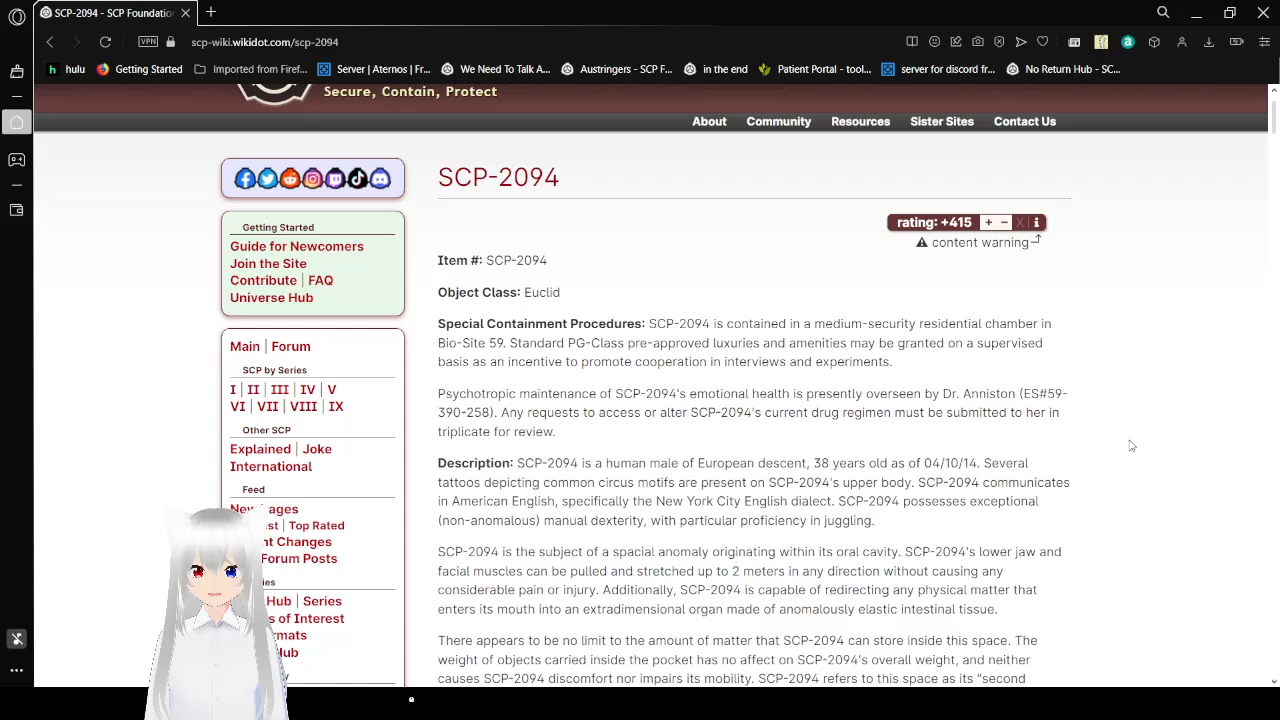 SCP-2094 - SCP Foundatio
scp-wiki.wikidot.com/scp-2094
VPN
hulu
Getting Started
Imported from Firef...
Server | Aternos | Fr...
We Need To Talk A...
Austringers - SCP F...
in the end
Patient Portal - tool...
server for discord fr...
No Return Hub - SC...
Secure, Contain, Protect
About
Community
Resources
Sister Sites
Contact Us
Getting Started
Guide for Newcomers
Join the Site
Contribute | FAQ
Universe Hub
Main | Forum
SCP by Series
I | II | III | IV | V
VI | VII | VIII | IX
Other SCP
Explained | Joke
International
Feed
New Pages
st | Top Rated
nt Changes
Forum Posts
ies
Hub | Series
s of Interest
rmats
ub
SCP-2094
rating: +415 + − X i
content warning
Item #: SCP-2094
Object Class: Euclid
Special Containment Procedures: SCP-2094 is contained in a medium-security residential chamber in
Bio-Site 59. Standard PG-Class pre-approved luxuries and amenities may be granted on a supervised
basis as an incentive to promote cooperation in interviews and experiments.
Psychotropic maintenance of SCP-2094's emotional health is presently overseen by Dr. Anniston (ES#59-
390-258). Any requests to access or alter SCP-2094's current drug regimen must be submitted to her in
triplicate for review.
Description: SCP-2094 is a human male of European descent, 38 years old as of 04/10/14. Several
tattoos depicting common circus motifs are present on SCP-2094's upper body. SCP-2094 communicates
in American English, specifically the New York City English dialect. SCP-2094 possesses exceptional
(non-anomalous) manual dexterity, with particular proficiency in juggling.
SCP-2094 is the subject of a spacial anomaly originating within its oral cavity. SCP-2094's lower jaw and
facial muscles can be pulled and stretched up to 2 meters in any direction without causing any
considerable pain or injury. Additionally, SCP-2094 is capable of redirecting any physical matter that
enters its mouth into an extradimensional organ made of anomalously elastic intestinal tissue.
There appears to be no limit to the amount of matter that SCP-2094 can store inside this space. The
weight of objects carried inside the pocket has no affect on SCP-2094's overall weight, and neither
causes SCP-2094 discomfort nor impairs its mobility. SCP-2094 refers to this space as its "second